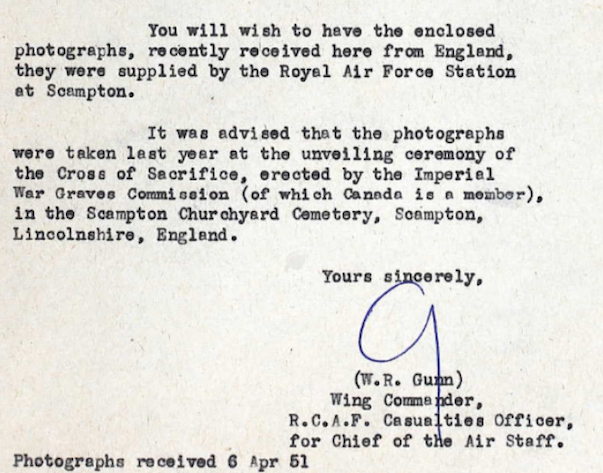 You will wish to have the enclosed
photographs, recently received here from England,
they were supplied by the Royal Air Force Station
at Scampton.
It was advised that the photographs
were taken last year at the unveiling ceremony of
the Cross of Sacrifice, erected by the Imperial
War Graves Commission (of which Canada is a member),
in the Scampton Churchyard Cemetery, Scampton,
Lincolnshire, England.
Yours sincerely,
(W.R. Gunn)
Wing Commander,
R.C.A.F. Casualties Officer,
for Chief of the Air Staff.
Photographs received 6 Apr 51